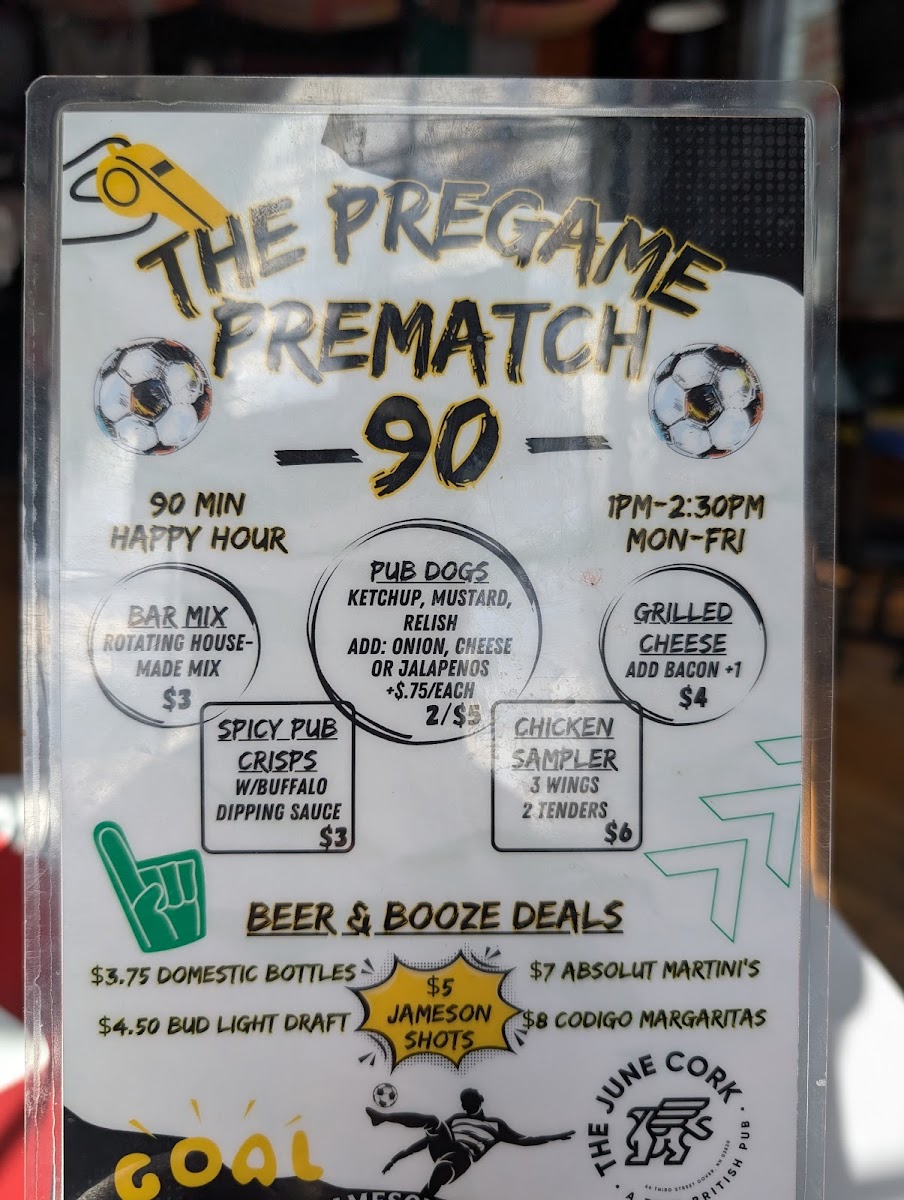 THE PREGAME
PREMATCH
-90-
90 MIN
HAPPY HOUR
1PM-2:30PM
MON-FRI
BAR MIX
ROTATING HOUSE-
MADE MIX
$3
PUB DOGS
KETCHUP, MUSTARD,
RELISH
ADD: ONION, CHEESE
OR JALAPENOS
+$.75/EACH
2/$5
GRILLED
CHEESE
ADD BACON +1
$4
SPICY PUB
CRISPS
W/BUFFALO
DIPPING SAUCE
$3
CHICKEN
SAMPLER
3 WINGS
2 TENDERS
$6
BEER & BOOZE DEALS
$3.75 DOMESTIC BOTTLES
$4.50 BUD LIGHT DRAFT
$5
JAMESON
SHOTS
$7 ABSOLUT MARTINI'S
$8 CODIGO MARGARITAS
GOAL
THE JUNE CORK
BRITISH PUB